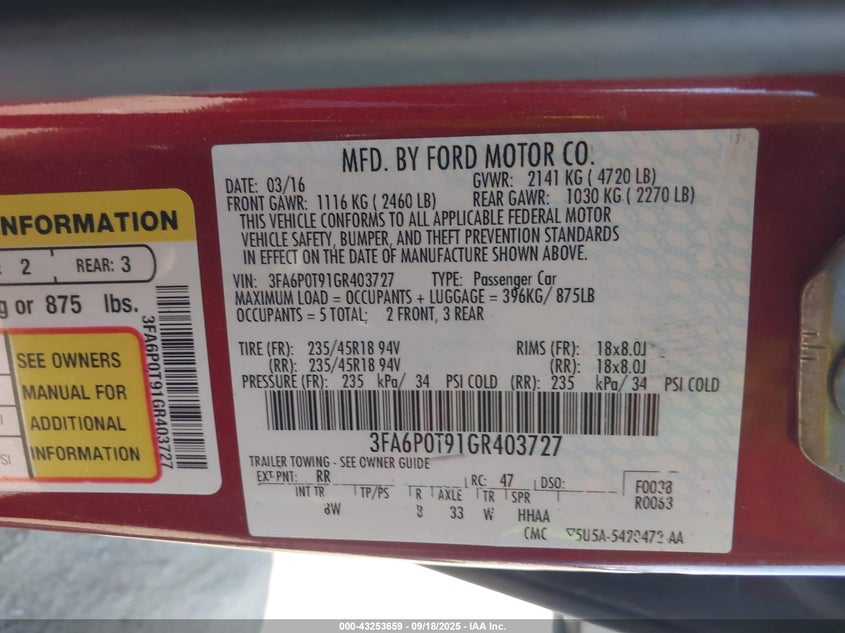 NFORMATION
: 2 REAR: 3
g or 875 lbs.
SEE OWNERS
MANUAL FOR
ADDITIONAL
INFORMATION
3FA6P0T91GR403727
MFD. BY FORD MOTOR CO.
DATE: 03/16 GVWR: 2141 KG ( 4720 LB)
FRONT GAWR: 1116 KG ( 2460 LB) REAR GAWR: 1030 KG ( 2270 LB)
THIS VEHICLE CONFORMS TO ALL APPLICABLE FEDERAL MOTOR
VEHICLE SAFETY, BUMPER, AND THEFT PREVENTION STANDARDS
IN EFFECT ON THE DATE OF MANUFACTURE SHOWN ABOVE.
VIN: 3FA6P0T91GR403727 TYPE: Passenger Car
MAXIMUM LOAD = OCCUPANTS + LUGGAGE = 396KG/ 875LB
OCCUPANTS = 5 TOTAL; 2 FRONT, 3 REAR
TIRE (FR): 235/45R18 94V RIMS (FR): 18x8.0J
(RR): 235/45R18 94V (RR): 18x8.0J
PRESSURE (FR): 235 kPa/ 34 PSI COLD (RR): 235 kPa/ 34 PSI COLD
3FA6P0T91GR403727
TRAILER TOWING - SEE OWNER GUIDE
EXT PNT: RR RC: 47 DSO: F0038
INT TR TP/PS R AXLE TR SPR R0063
8W 33 W HHAA
CMC
000-43253659 - 09/18/2025 - IAA Inc.